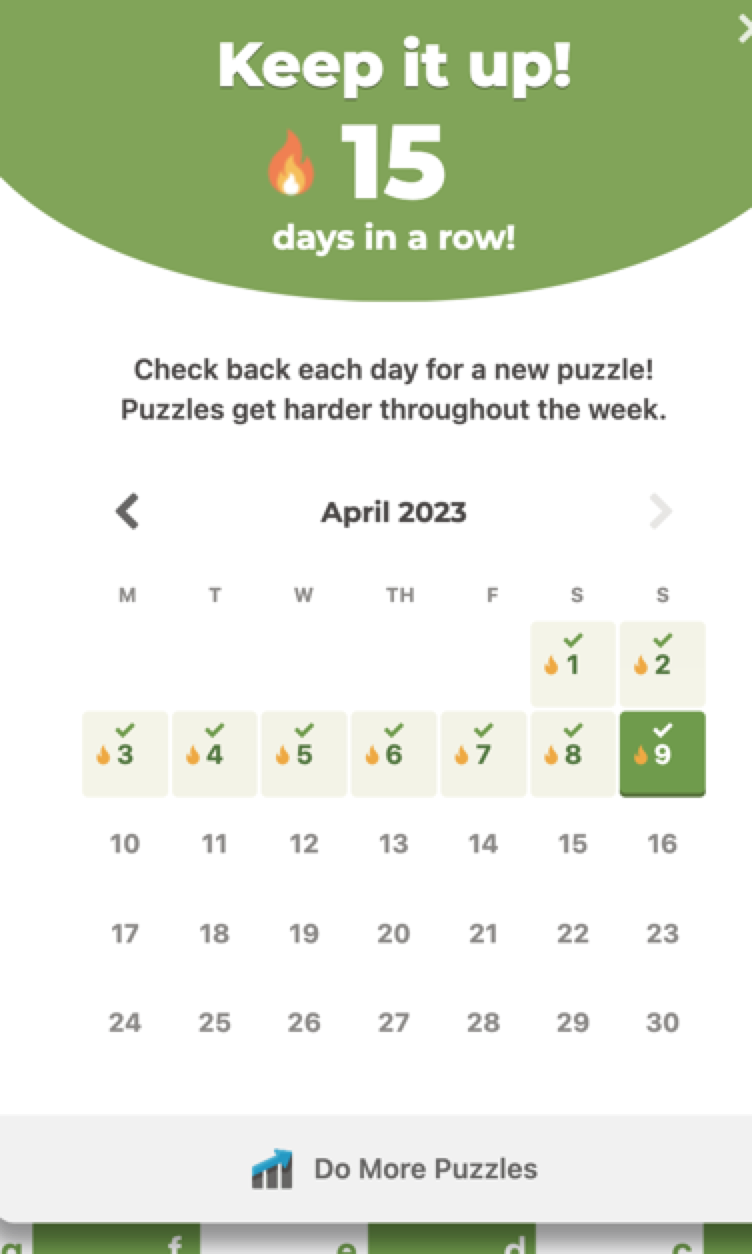 Keep it up!
15
days in a row!
Check back each day for a new puzzle!
Puzzles get harder throughout the week.
April 2023
M T W TH F S S
1 2
3 4 5 6 7 8 9
10 11 12 13 14 15 16
17 18 19 20 21 22 23
24 25 26 27 28 29 30
Do More Puzzles
g f e d c